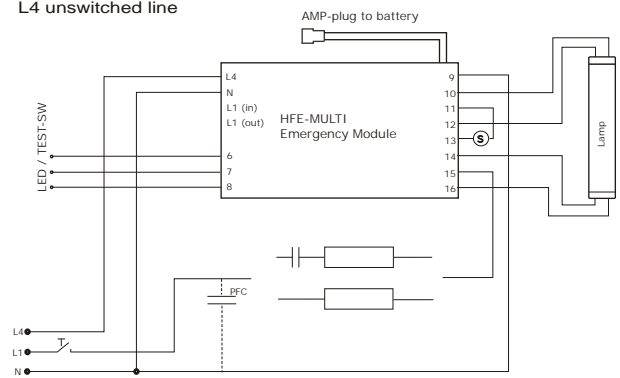 L4 unswitched line
AMP-plug to battery
L4
N
L1 (in)
L1 (out)
HFE-MULTI
Emergency Module
6
7
8
9
10
11
12
13
14
15
16
S
Lamp
LED / TEST-SW
PFC
L4
L1
T
N